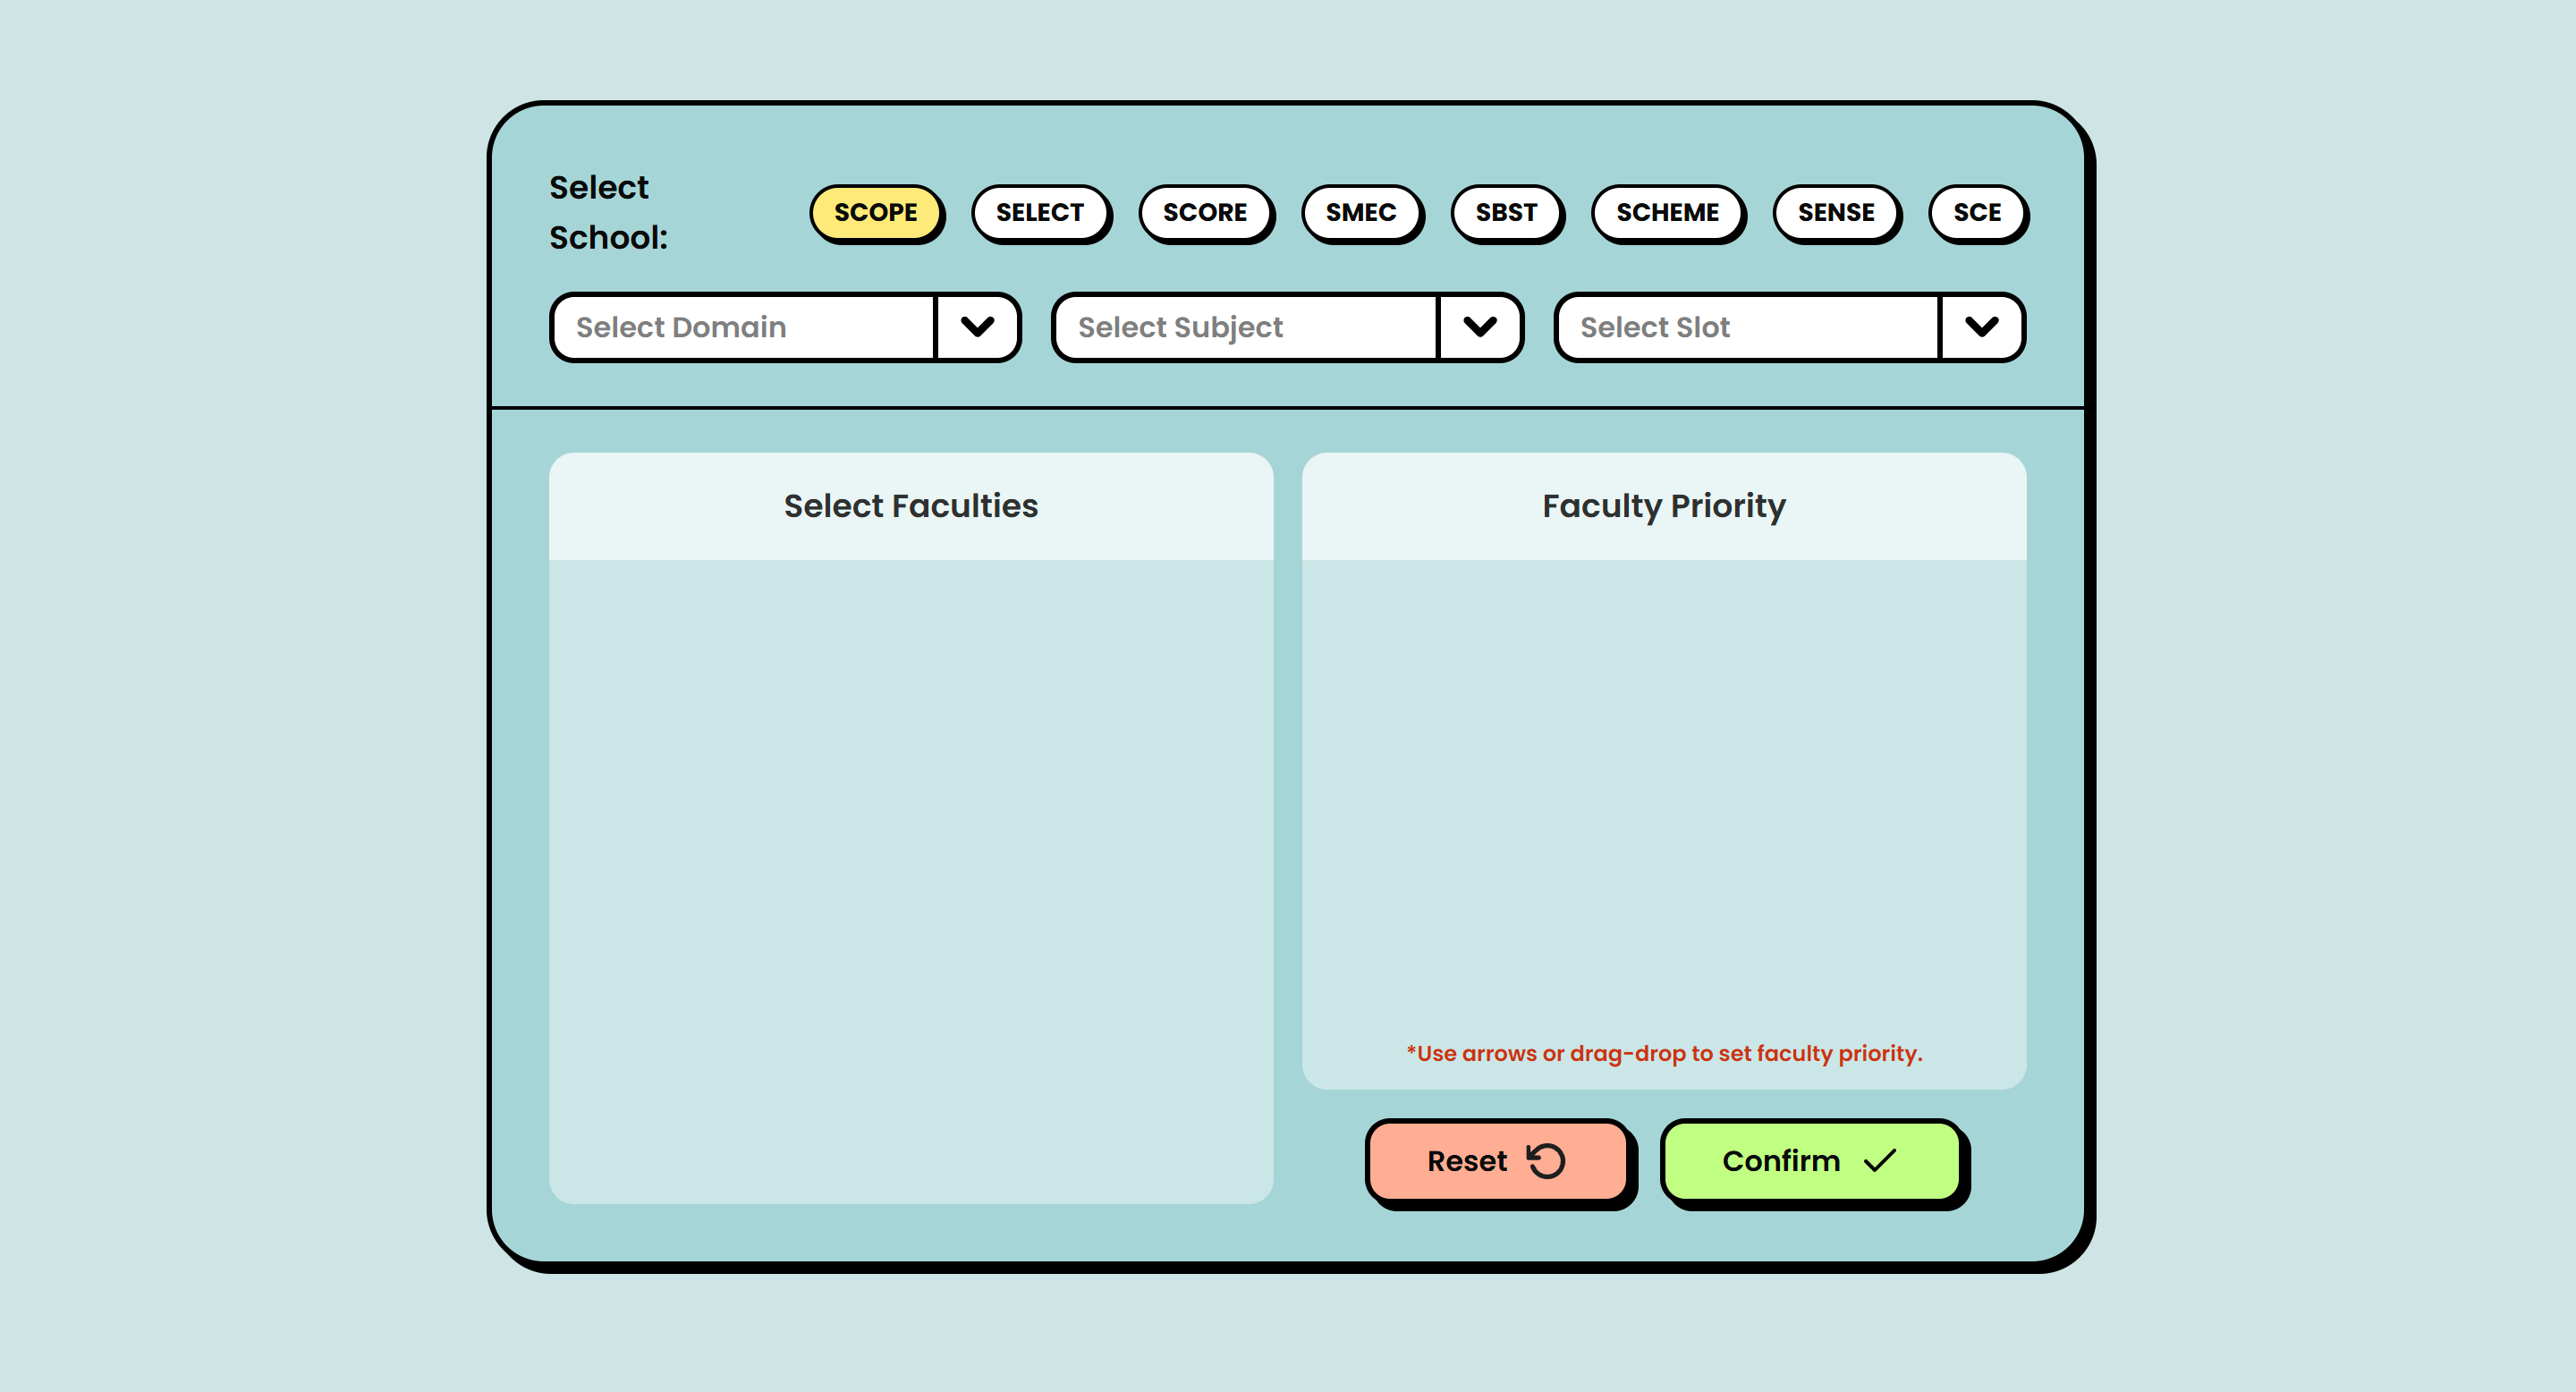 Select
School:
SCOPE SELECT SCORE SMEC SBST SCHEME SENSE SCE
Select Domain Select Subject Select Slot
Select Faculties
Faculty Priority
*Use arrows or drag-drop to set faculty priority.
Reset Confirm